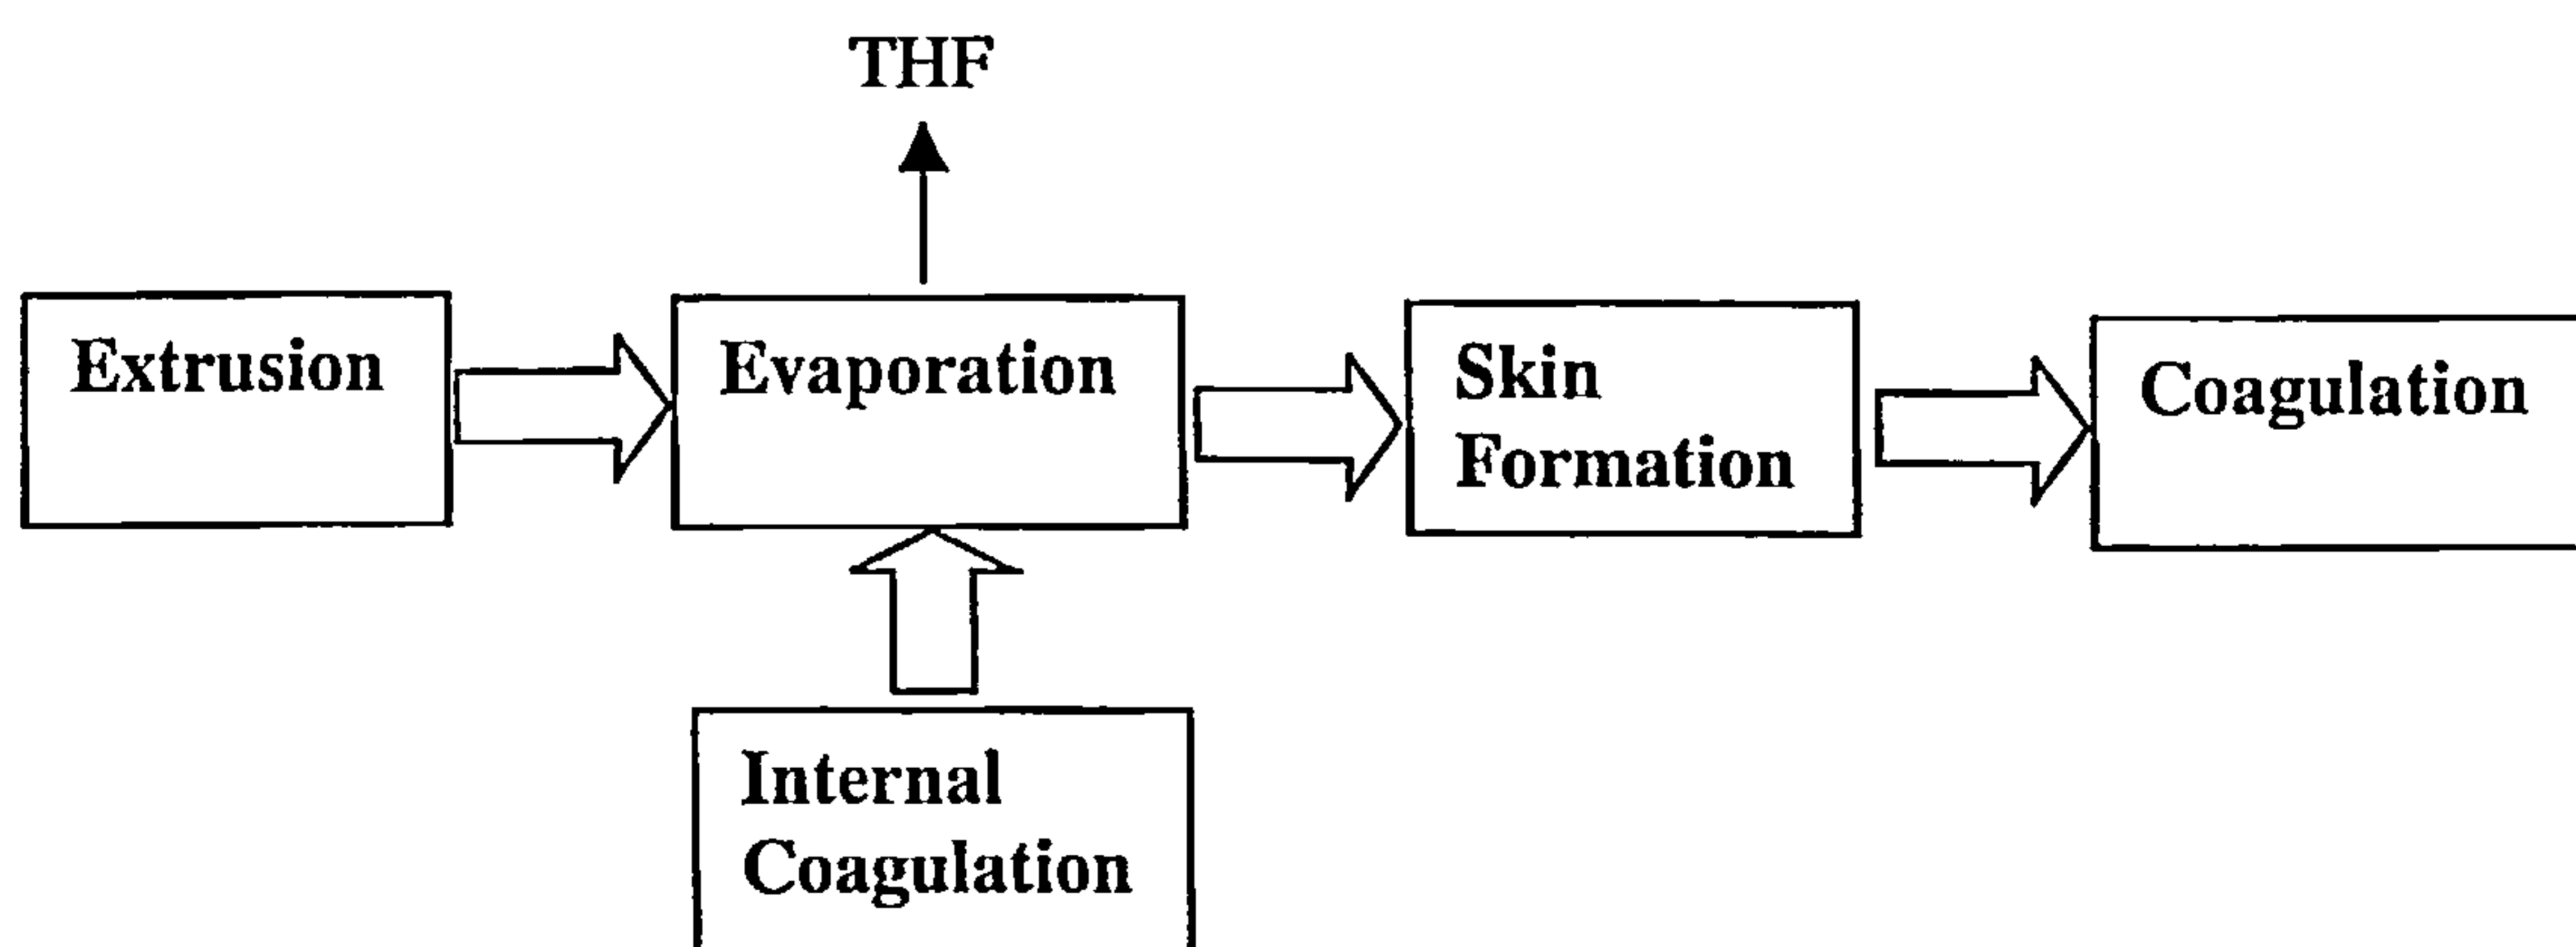 THF
Extrusion
Evaporation
Skin
Formation
Coagulation
Internal
Coagulation